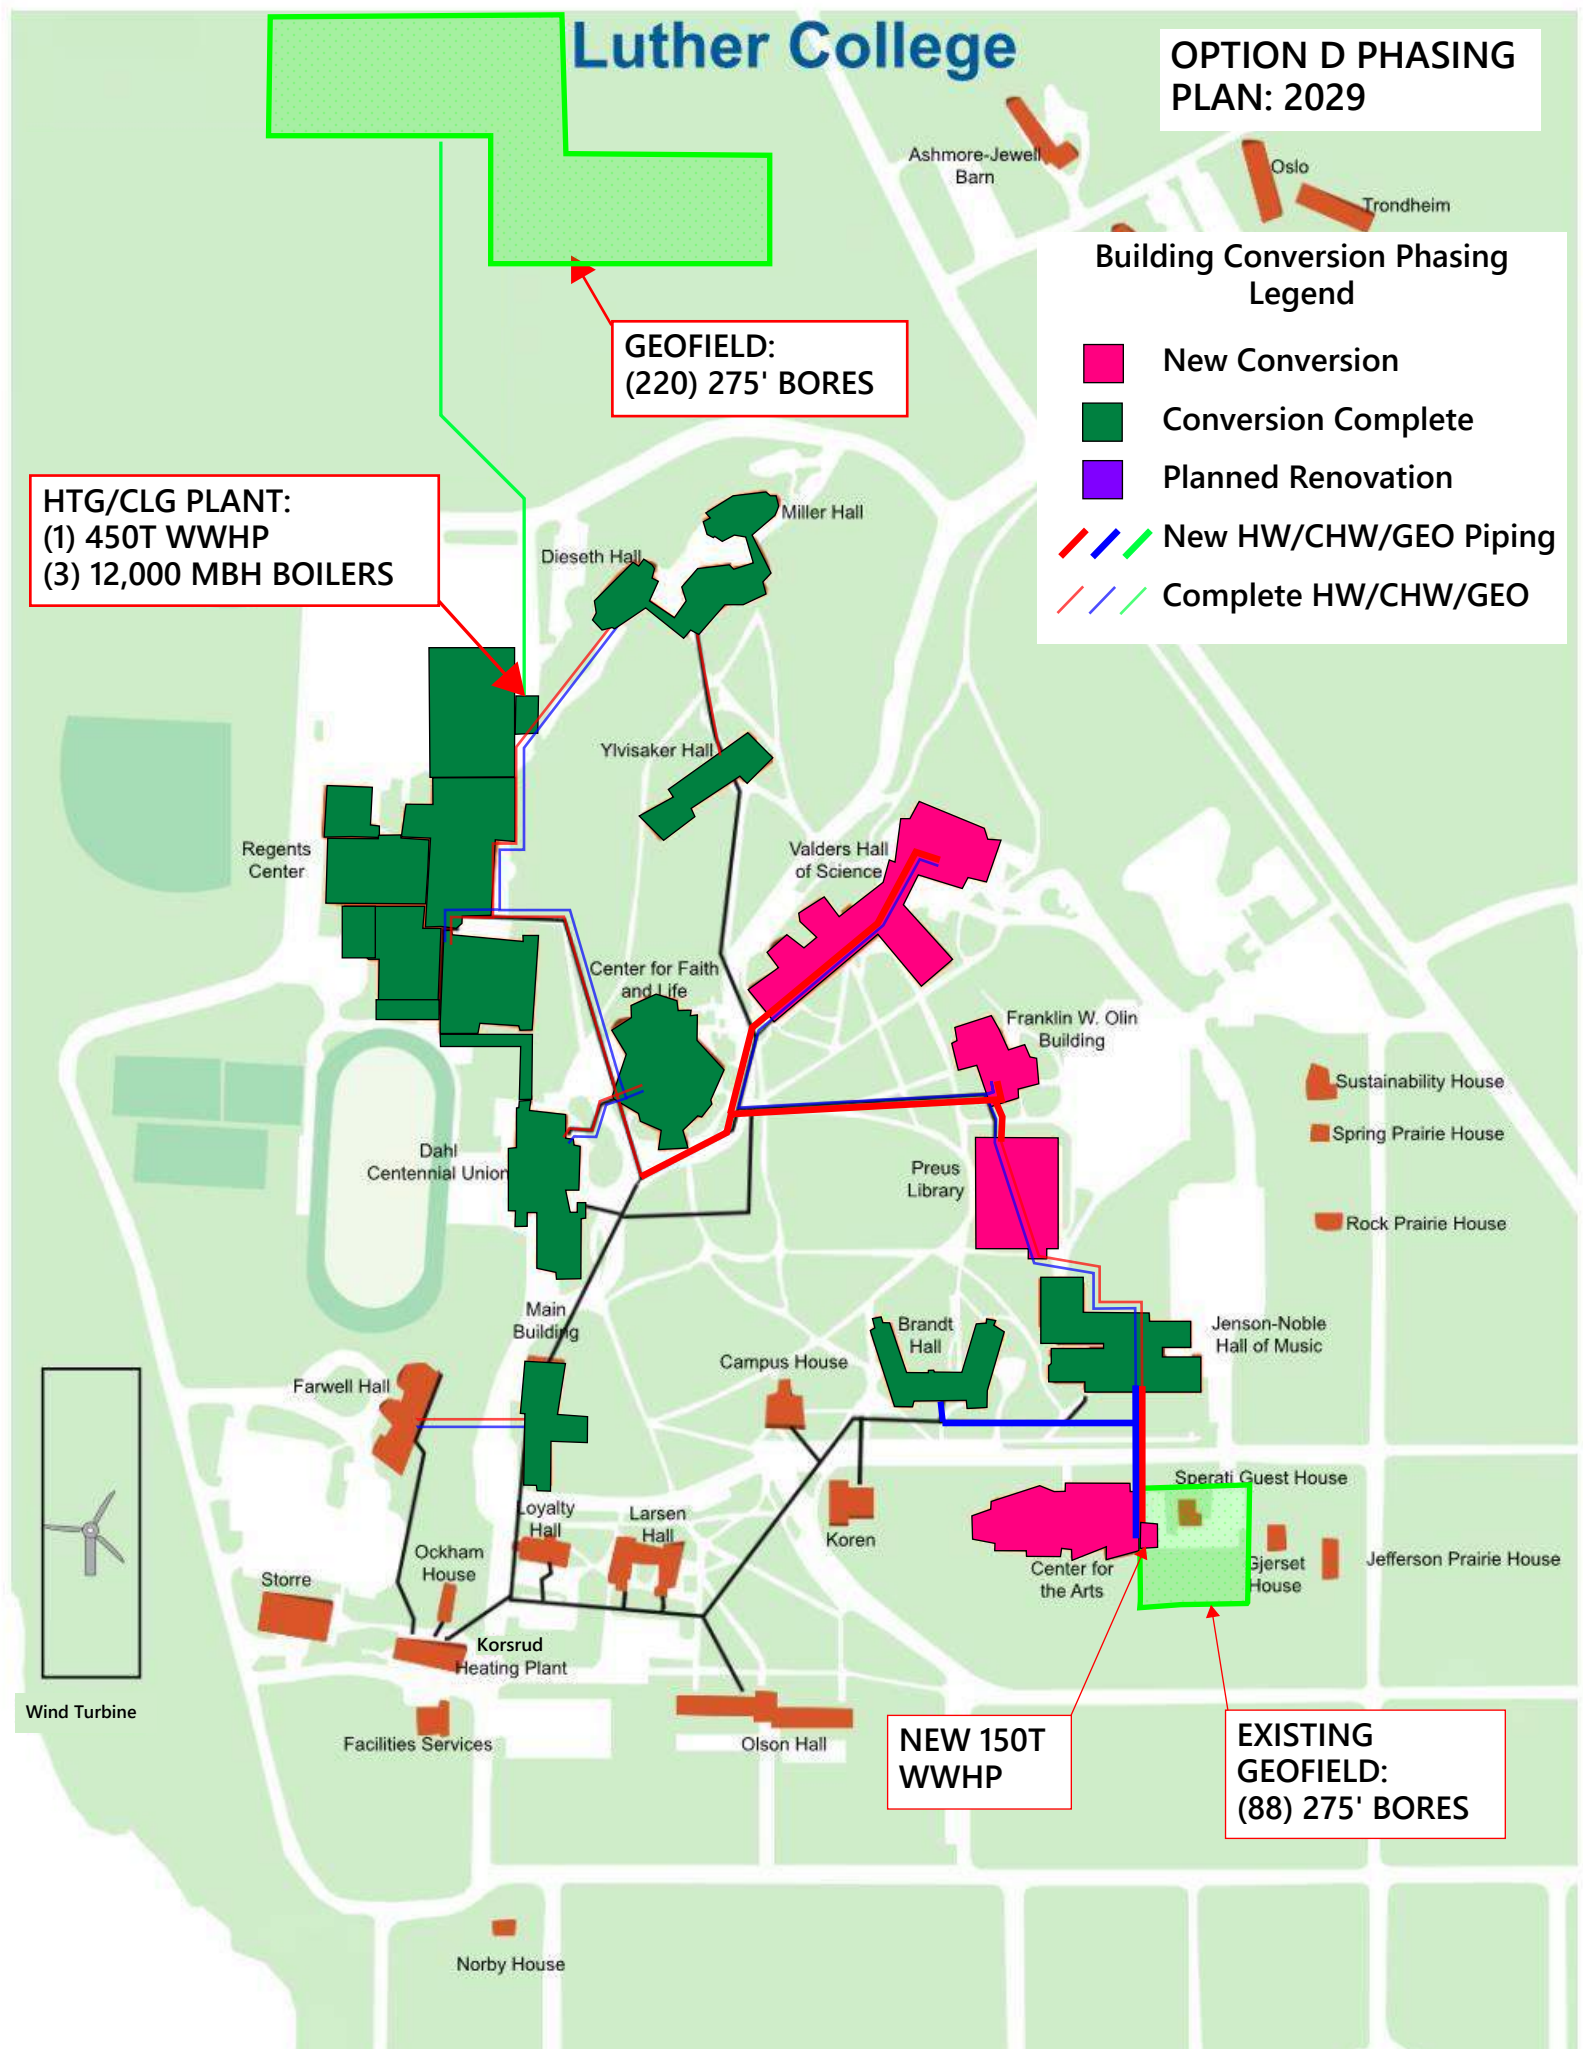 Luther College
OPTION D PHASING
PLAN: 2029
Ashmore-Jewell
Barn
Oslo
Trondheim
Building Conversion Phasing
Legend
New Conversion
Conversion Complete
Planned Renovation
New HW/CHW/GEO Piping
Complete HW/CHW/GEO
GEOFIELD:
(220) 275' BORES
HTG/CLG PLANT:
(1) 450T WWHP
(3) 12,000 MBH BOILERS
Miller Hall
Dieseth Hall
Ylvisaker Hall
Regents
Center
Valders Hall
of Science
Center for Faith
and Life
Franklin W. Olin
Building
Sustainability House
Spring Prairie House
Dahl
Centennial Union
Preus
Library
Rock Prairie House
Main
Building
Brandt
Hall
Jenson-Noble
Hall of Music
Campus House
Farwell Hall
Sperati Guest House
Loyalty
Hall
Larsen
Hall
Koren
Ockham
House
Storre
Center for
the Arts
Gjerset
House
Jefferson Prairie House
Korsrud
Heating Plant
Wind Turbine
Facilities Services
Olson Hall
NEW 150T
WWHP
EXISTING
GEOFIELD:
(88) 275' BORES
Norby House